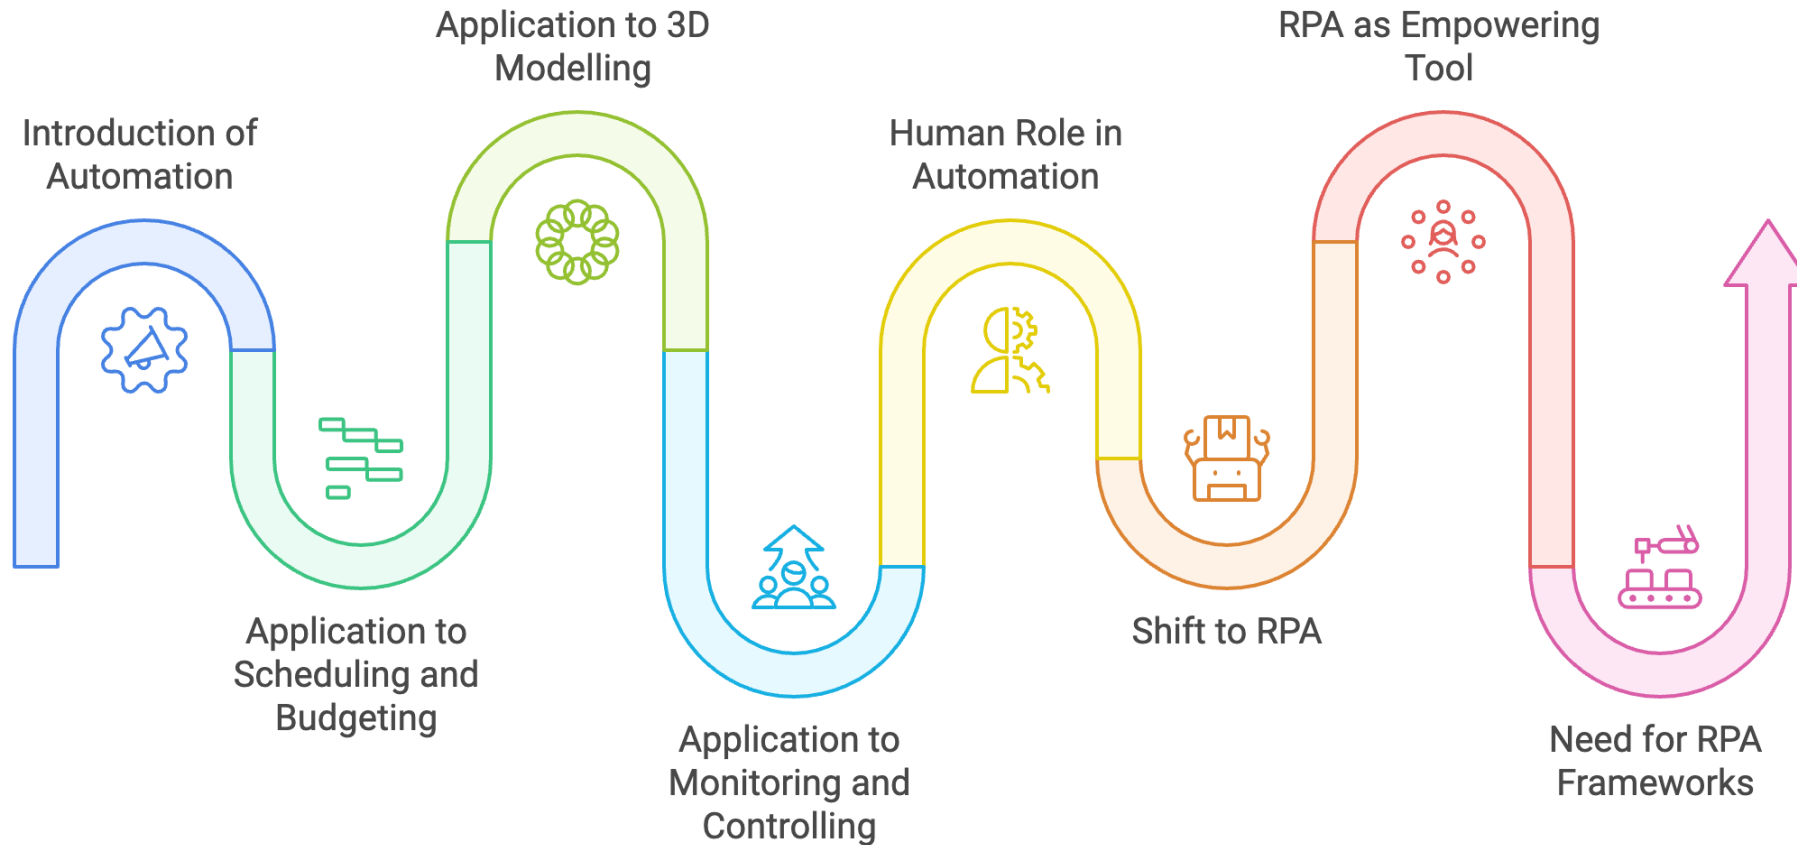 Introduction of
Automation
Application to
Scheduling and
Budgeting
Application to 3D
Modelling
Application to
Monitoring and
Controlling
Human Role in
Automation
Shift to RPA
RPA as Empowering
Tool
Need for RPA
Frameworks